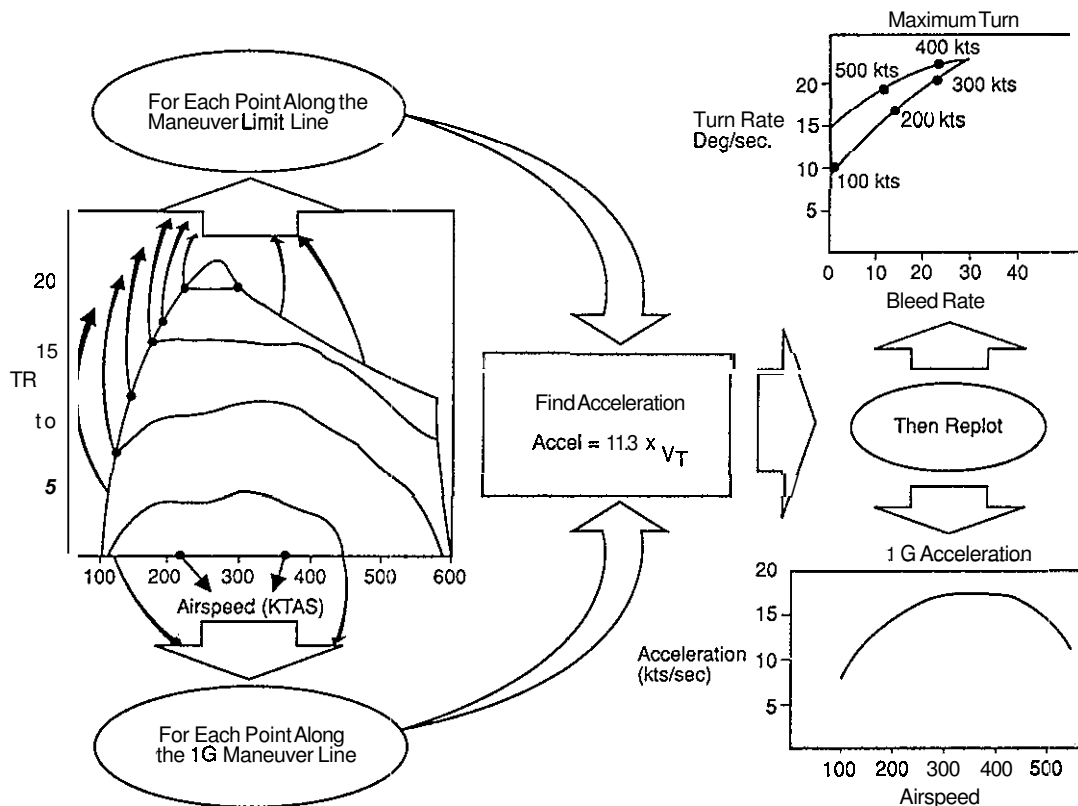 For Each Point Along the
Maneuver Limit Line
20
15
TR
to
5
100 200 300 400 500 600
Airspeed (KTAS)
For Each Point Along
the 1G Maneuver Line
Find Acceleration
Accel = 11.3 x VT
Maximum Turn
Turn Rate
Deg/sec.
20
15
10
5
400 kts
500 kts
300 kts
200 kts
100 kts
0 10 20 30 40
Bleed Rate
Then Replot
1 G Acceleration
Acceleration
(kts/sec)
20
15
10
5
100 200 300 400 500
Airspeed